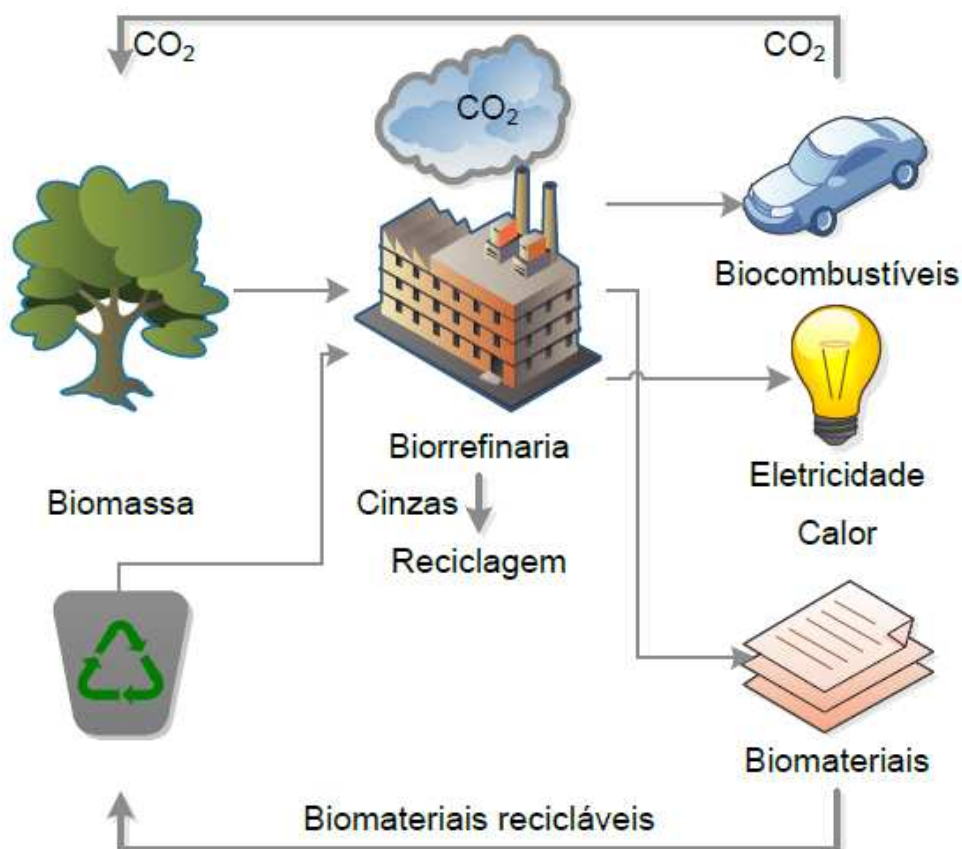 CO₂
CO₂
CO₂
Biocombustíveis
Biorrefinaria
Eletricidade
Biomassa
Cinzas
Calor
Reciclagem
Biomateriais
Biomateriais recicláveis